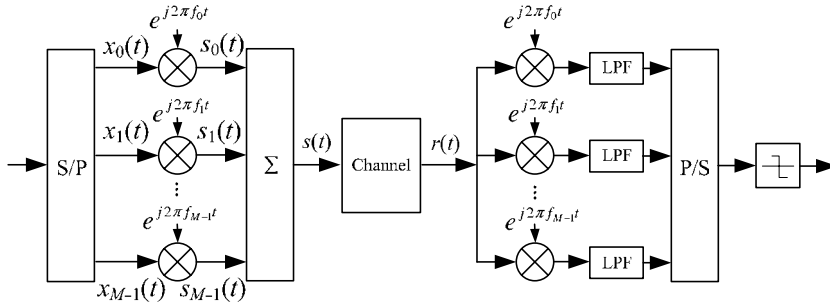 e^{j2πf_0t}
x_0(t)
s_0(t)
e^{j2πf_1t}
x_1(t)
s_1(t)
S/P
...
e^{j2πf_{M-1}t}
x_{M-1}(t)
s_{M-1}(t)
Σ
s(t)
Channel
r(t)
e^{j2πf_0t}
LPF
e^{j2πf_1t}
LPF
...
e^{j2πf_{M-1}t}
LPF
P/S